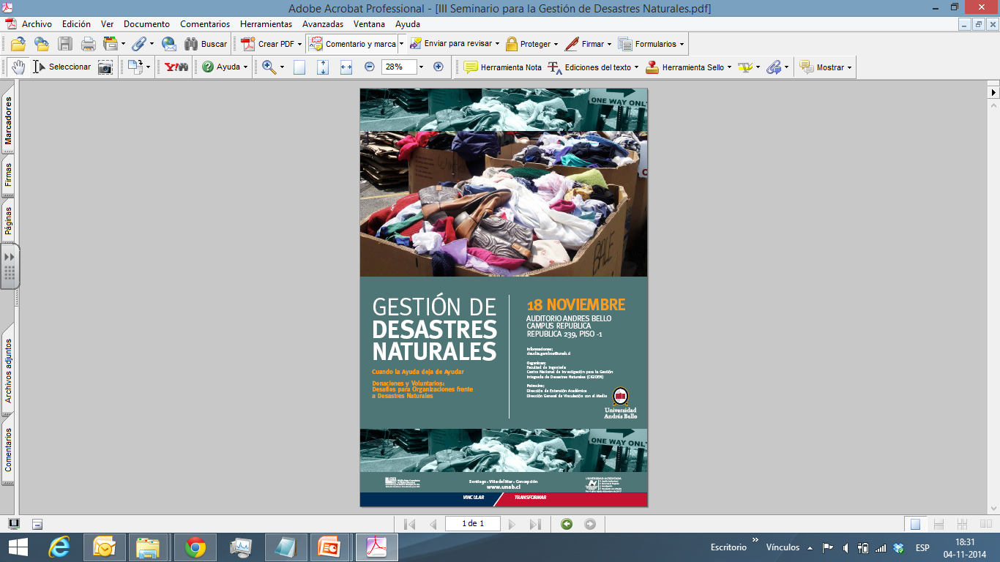 Adobe Acrobat Professional - [III Seminario para la Gestión de Desastres Naturales.pdf]
Archivo Edición Ver Documento Comentarios Herramientas Avanzadas Ventana Ayuda
Buscar Crear PDF Comentario y marca Enviar para revisar Proteger Firmar Formularios
Seleccionar Y! Ayuda 28% Herramienta Nota Ediciones del texto Herramienta Sello Mostrar
Marcadores
Firmas
Páginas
Archivos adjuntos
Comentarios
ONE WAY ONLY
BALE
GESTIÓN DE
DESASTRES
NATURALES
Cuando la Ayuda deja de Ayudar
Donaciones y Voluntarios:
Desafíos para Organizaciones frente
a Desastres Naturales
18 NOVIEMBRE
AUDITORIO ANDRES BELLO
CAMPUS REPUBLICA
REPUBLICA 239, PISO -1
Informaciones:
claudia.gamboa@unab.cl
Organizan:
Facultad de Ingeniería
Centro Nacional de Investigación para la Gestión
Integrada de Desastres Naturales (CIGIDEN)
Patrocina:
Dirección de Extensión Académica
Dirección General de Vinculación con el Medio
Universidad
Andrés Bello
ONE WAY ONLY
Santiago - Viña del Mar - Concepción
www.unab.cl
UNIVERSIDAD ACREDITADA
VINCULAR TRANSFORMAR
1 de 1
Escritorio Vínculos ESP
18:31
04-11-2014